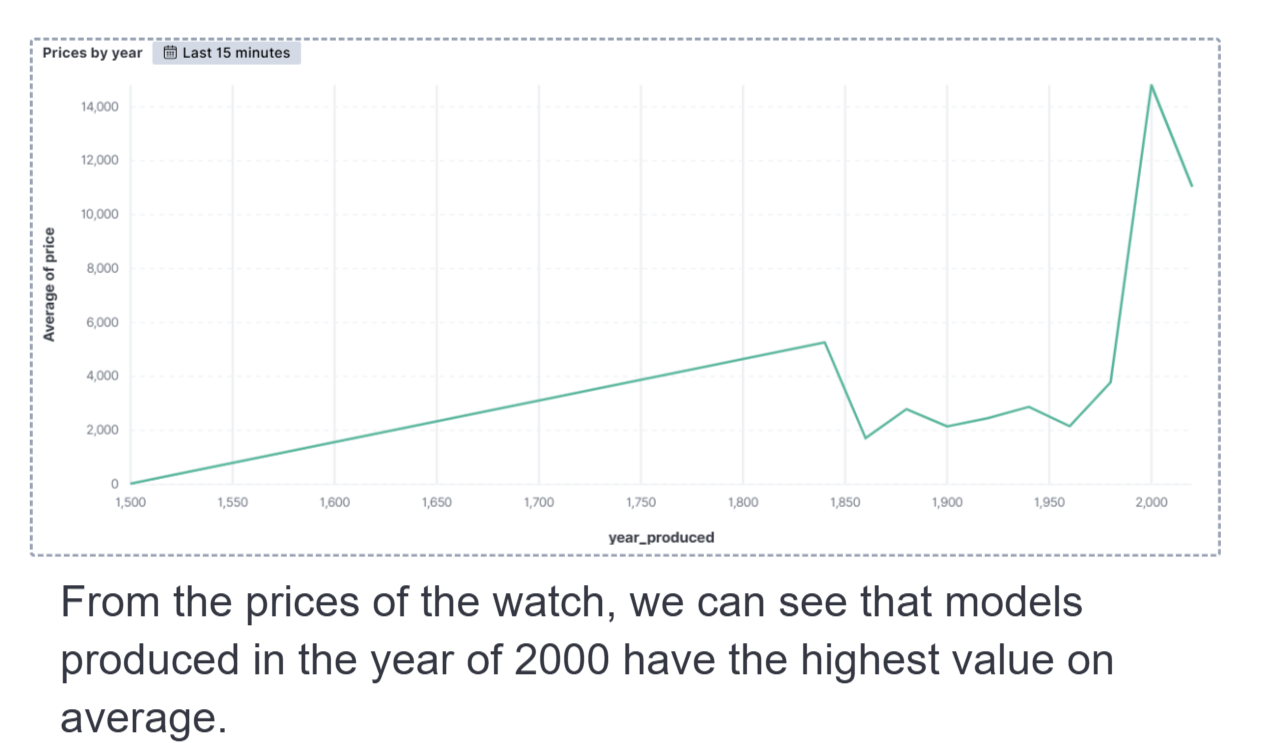 Prices by year Last 15 minutes
14,000
12,000
10,000
8,000
6,000
4,000
2,000
0
Average of price
1,500 1,550 1,600 1,650 1,700 1,750 1,800 1,850 1,900 1,950 2,000
year_produced
From the prices of the watch, we can see that models
produced in the year of 2000 have the highest value on
average.